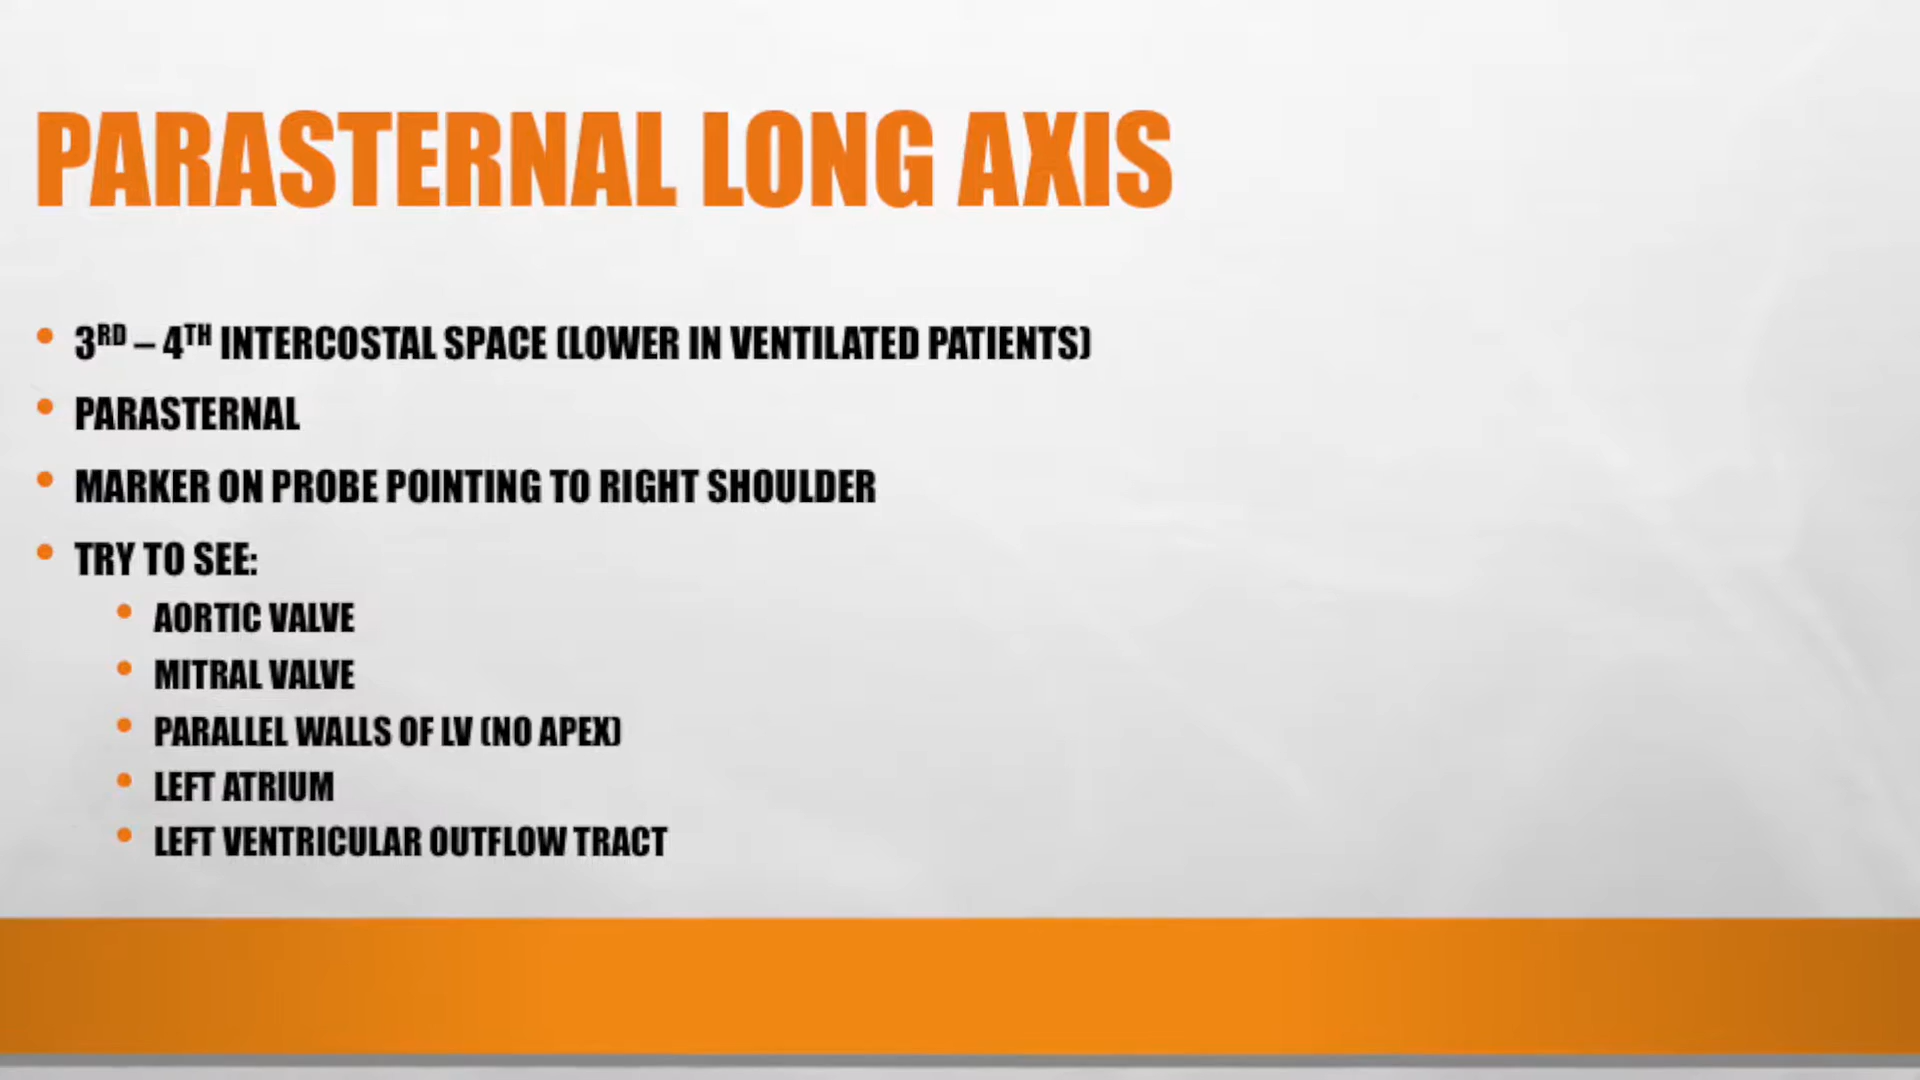 PARASTERNAL LONG AXIS
• 3RD – 4TH INTERCOSTAL SPACE (LOWER IN VENTILATED PATIENTS)
• PARASTERNAL
• MARKER ON PROBE POINTING TO RIGHT SHOULDER
• TRY TO SEE:
• AORTIC VALVE
• MITRAL VALVE
• PARALLEL WALLS OF LV (NO APEX)
• LEFT ATRIUM
• LEFT VENTRICULAR OUTFLOW TRACT